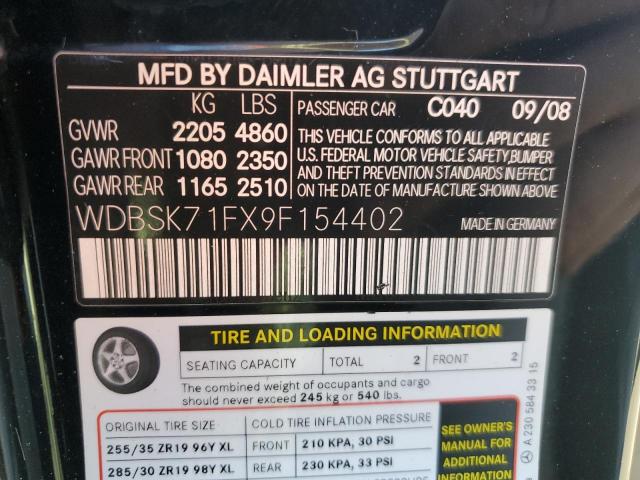 MFD BY DAIMLER AG STUTTGART
KG LBS PASSENGER CAR C040 09/08
GVWR 2205 4860
GAWR FRONT 1080 2350
GAWR REAR 1165 2510
THIS VEHICLE CONFORMS TO ALL APPLICABLE
U.S. FEDERAL MOTOR VEHICLE SAFETY,BUMPER
AND THEFT PREVENTION STANDARDS IN EFFECT
ON THE DATE OF MANUFACTURE SHOWN ABOVE.
WDBSK71FX9F154402
TIRE AND LOADING INFORMATION
SEATING CAPACITY TOTAL 2 FRONT 2
The combined weight of occupants and cargo
should never exceed 245 kg or 540 lbs.
ORIGINAL TIRE SIZE COLD TIRE INFLATION PRESSURE
255/35 ZR19 96Y XL FRONT 210 KPA, 30 PSI
285/30 ZR19 98Y XL REAR 230 KPA, 33 PSI
SEE OWNER'S
MANUAL FOR
ADDITIONAL
INFORMATION
A 230 584 33 15